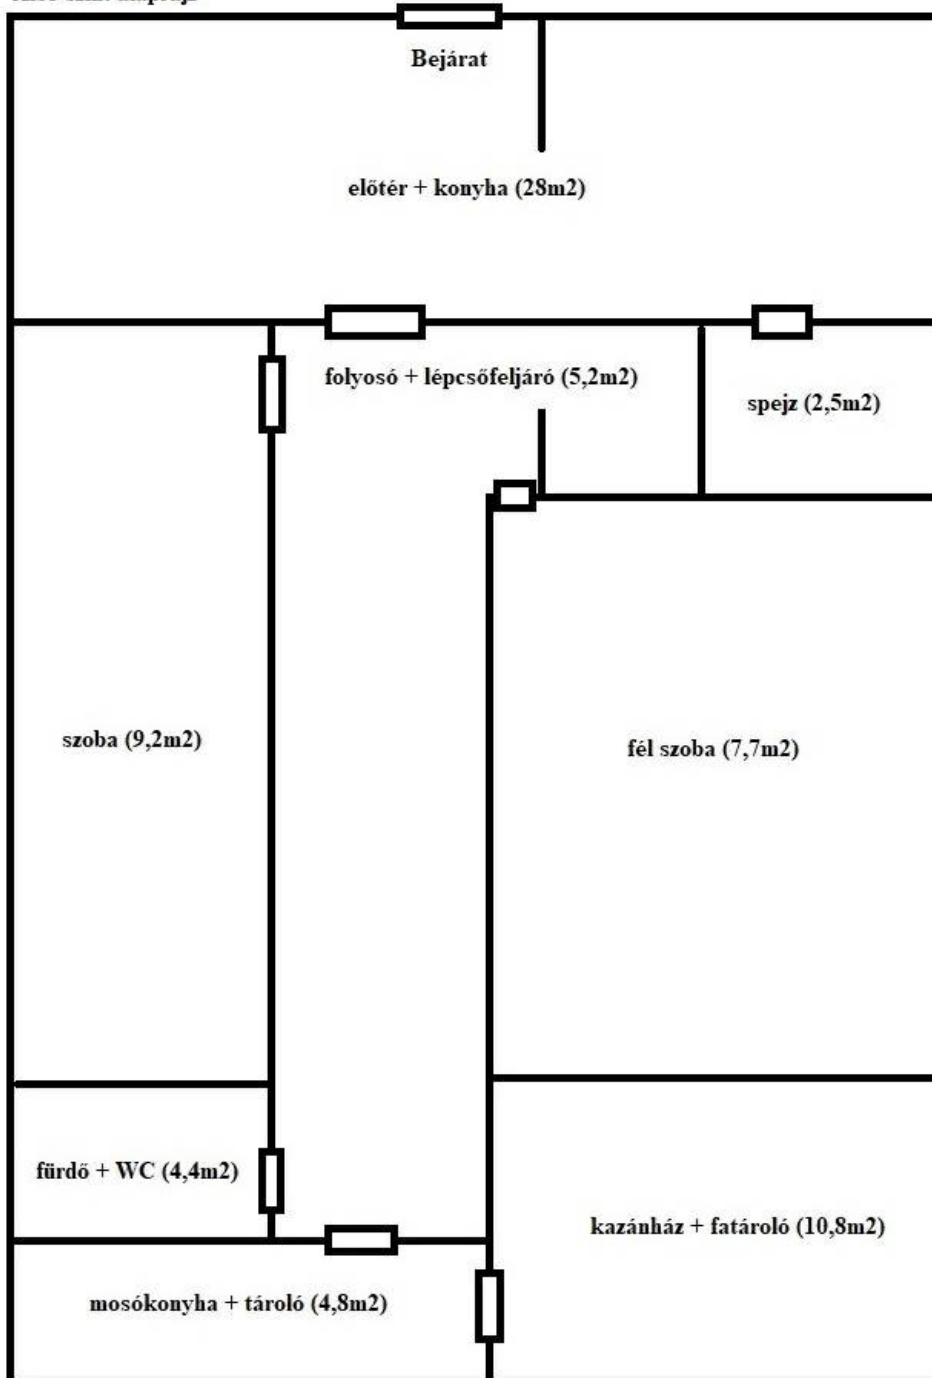 Bejárat
előtér + konyha (28m2)
folyosó + lépcsőfeljáró (5,2m2)
spejz (2,5m2)
szoba (9,2m2)
fél szoba (7,7m2)
fürdő + WC (4,4m2)
kazánház + fatároló (10,8m2)
mosókonyha + tároló (4,8m2)